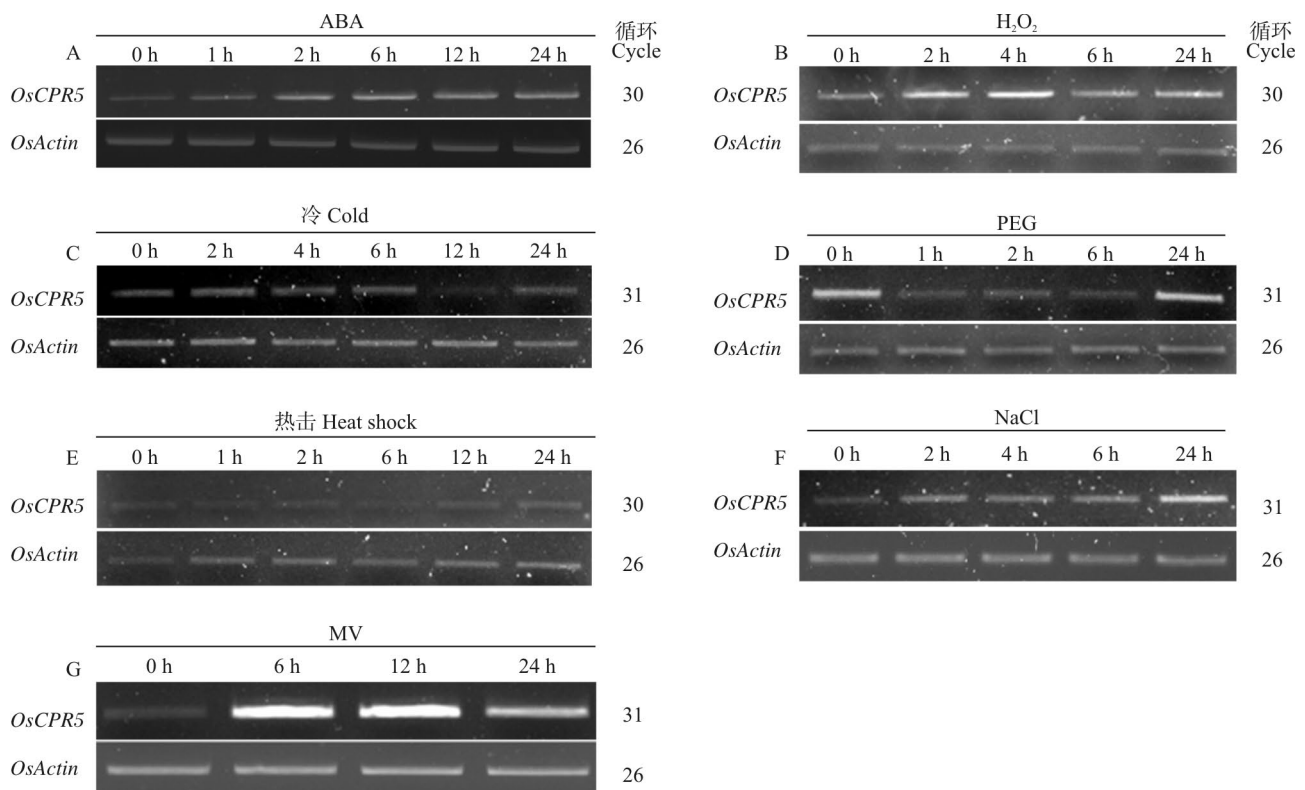 ABA
循环
Cycle
A 0 h 1 h 2 h 6 h 12 h 24 h
OsCPR5 30
OsActin 26
H₂O₂
循环
Cycle
B 0 h 2 h 4 h 6 h 24 h
OsCPR5 30
OsActin 26
冷 Cold
C 0 h 2 h 4 h 6 h 12 h 24 h
OsCPR5 31
OsActin 26
PEG
D 0 h 1 h 2 h 6 h 24 h
OsCPR5 31
OsActin 26
热击 Heat shock
E 0 h 1 h 2 h 6 h 12 h 24 h
OsCPR5 30
OsActin 26
NaCl
F 0 h 2 h 4 h 6 h 24 h
OsCPR5 31
OsActin 26
MV
G 0 h 6 h 12 h 24 h
OsCPR5 31
OsActin 26